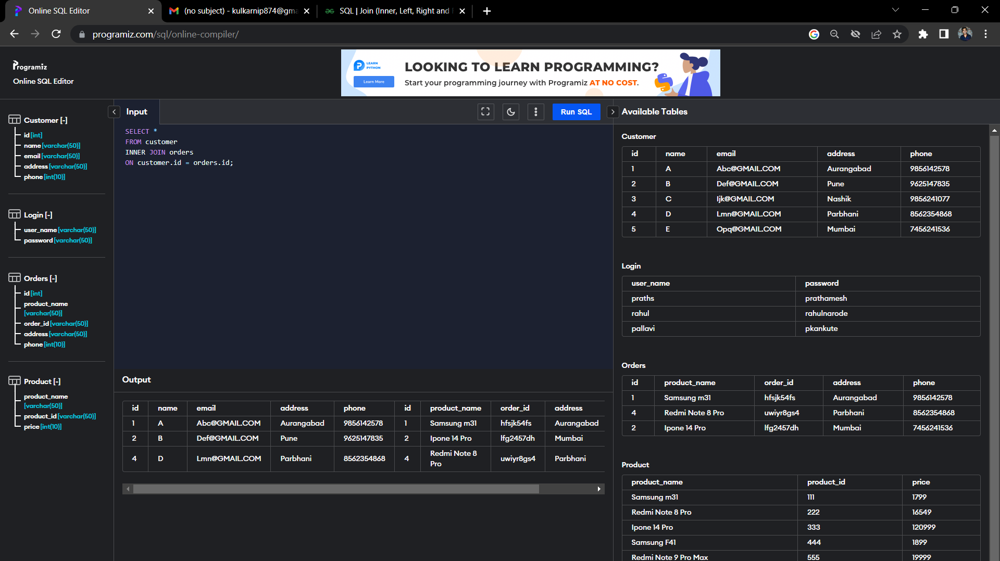 Online SQL Editor
(no subject) - kulkarnip874@gma
SQL | Join (Inner, Left, Right and
programiz.com/sql/online-compiler/
Programiz
Online SQL Editor
LEARN
PYTHON
Learn More
LOOKING TO LEARN PROGRAMMING?
Start your programming journey with Programiz AT NO COST.
Customer [-]
id [int]
name [varchar(50)]
email [varchar(50)]
address [varchar(50)]
phone [int(10)]
Login [-]
user_name [varchar(50)]
password [varchar(50)]
Orders [-]
id [int]
product_name
[varchar(50)]
order_id [varchar(50)]
address [varchar(50)]
phone [int(10)]
Product [-]
product_name
[varchar(50)]
product_id [varchar(50)]
price [int(10)]
Input
Run SQL
SELECT *
FROM customer
INNER JOIN orders
ON customer.id = orders.id;
Output
id name email address phone id product_name order_id address
1 A Abc@GMAIL.COM Aurangabad 9856142578 1 Samsung m31 hfsjk54fs Aurangabad
2 B Def@GMAIL.COM Pune 9625147835 2 Ipone 14 Pro lfg2457dh Mumbai
4 D Lmn@GMAIL.COM Parbhani 8562354868 4 Redmi Note 8 Pro uwiyr8gs4 Parbhani
Available Tables
Customer
id name email address phone
1 A Abc@GMAIL.COM Aurangabad 9856142578
2 B Def@GMAIL.COM Pune 9625147835
3 C Ijk@GMAIL.COM Nashik 9856241077
4 D Lmn@GMAIL.COM Parbhani 8562354868
5 E Opq@GMAIL.COM Mumbai 7456241536
Login
user_name password
praths prathamesh
rahul rahulnarode
pallavi pkankute
Orders
id product_name order_id address phone
1 Samsung m31 hfsjk54fs Aurangabad 9856142578
4 Redmi Note 8 Pro uwiyr8gs4 Parbhani 8562354868
2 Ipone 14 Pro lfg2457dh Mumbai 7456241536
Product
product_name product_id price
Samsung m31 111 1799
Redmi Note 8 Pro 222 16549
Ipone 14 Pro 333 120999
Samsung F41 444 1899
Redmi Note 9 Pro Max 555 19999